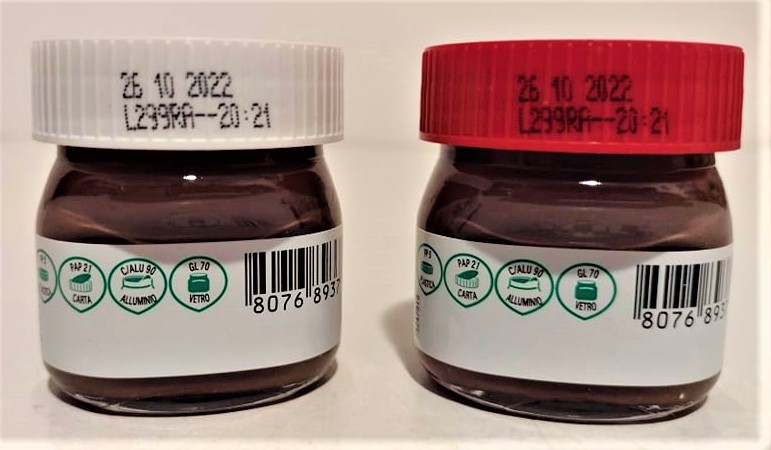 26 10 2022
L299RA--20:21
PAP 21
CARTA
C/ALU 90
ALLUMINIO
GL 70
VETRO
8076 8937
26 10 2022
L299RA--20:21
PAP 21
CARTA
C/ALU 90
ALLUMINIO
GL 70
VETRO
8076 893